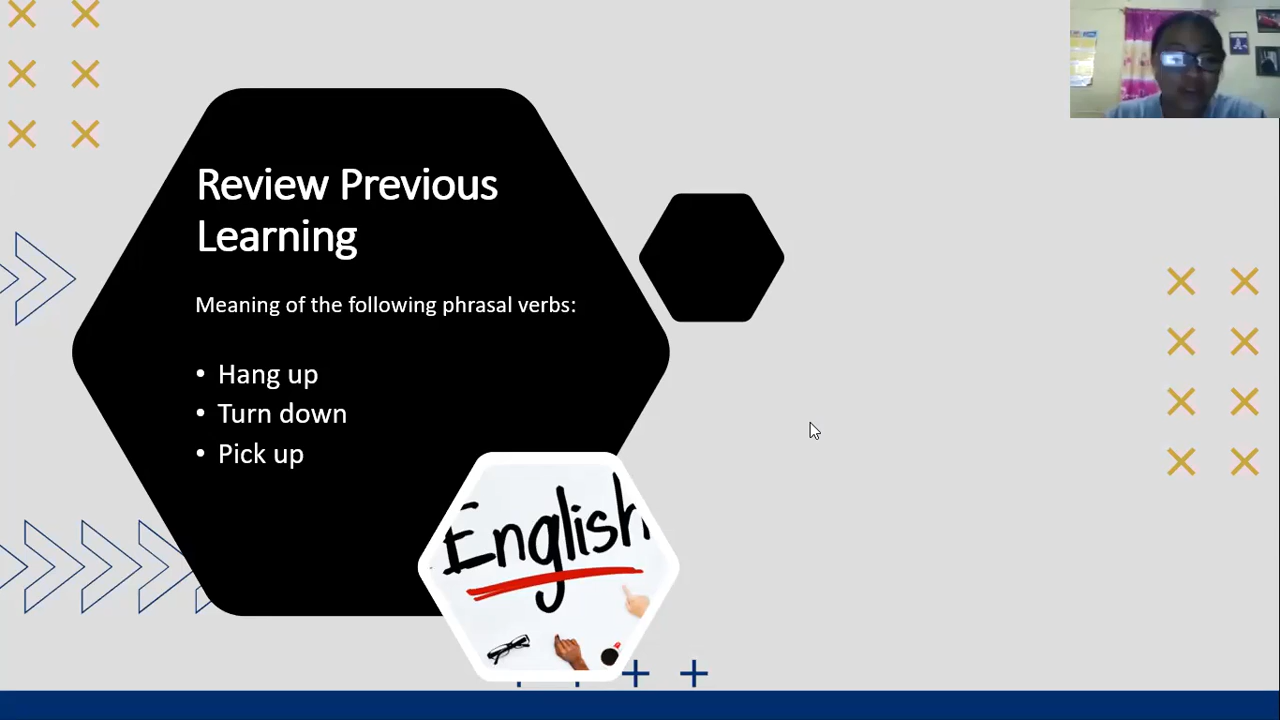 Review Previous
Learning
Meaning of the following phrasal verbs:
• Hang up
• Turn down
• Pick up
English